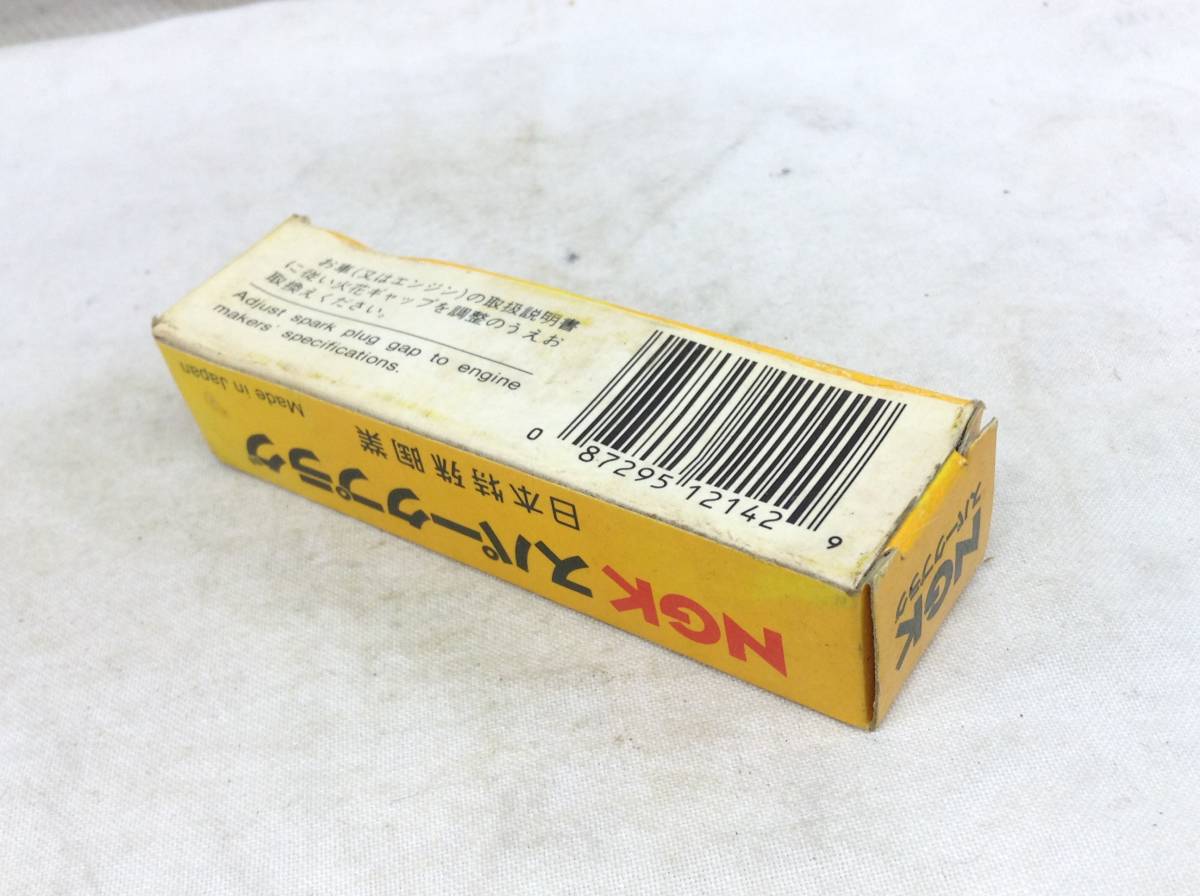 お車(又はエンジン)の取扱説明書
に従い火花ギャップを調整のうえお
取換えください。
Adjust spark plug gap to engine
makers' specifications.
0 87295 12142 9
Made in Japan
日本特殊陶業
NGK スパークプラグ
NGK
スパークプラグ